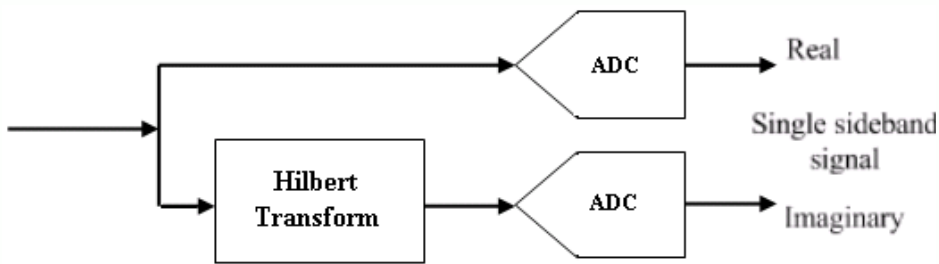 ADC
Real
Single sideband
signal
Hilbert
Transform
ADC
Imaginary